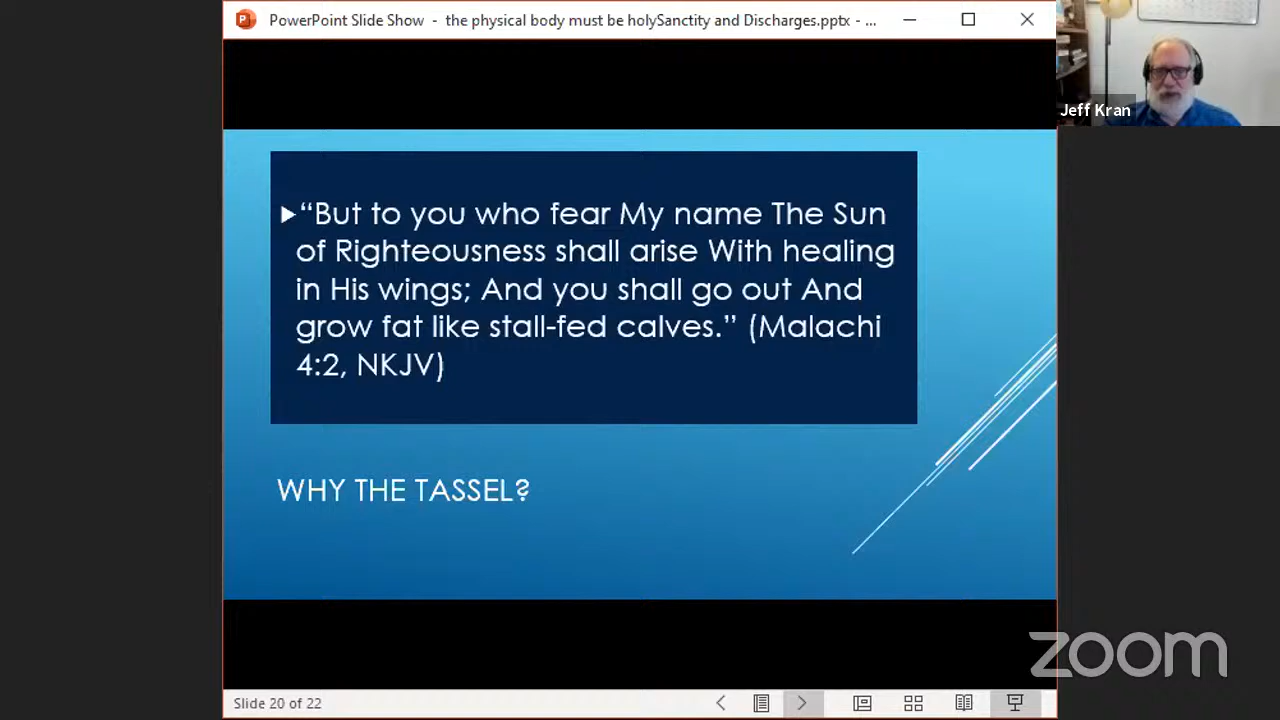 PowerPoint Slide Show - the physical body must be holySanctity and Discharges.pptx - ...
Jeff Kran
“But to you who fear My name The Sun
of Righteousness shall arise With healing
in His wings; And you shall go out And
grow fat like stall-fed calves.” (Malachi
4:2, NKJV)
WHY THE TASSEL?
zoom
Slide 20 of 22